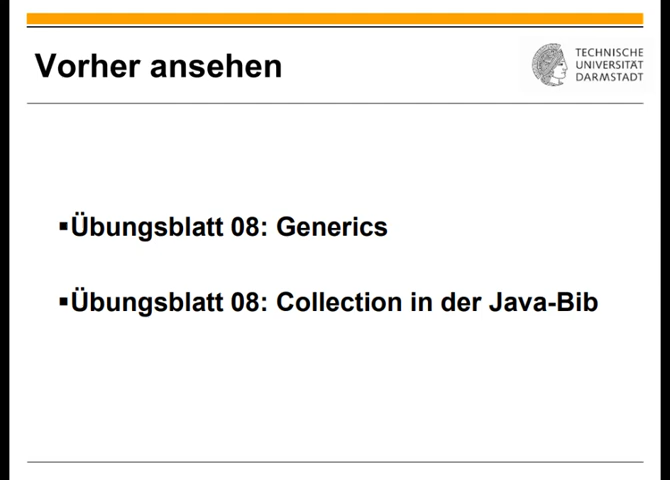 Vorher ansehen
TECHNISCHE
UNIVERSITÄT
DARMSTADT
▪Übungsblatt 08: Generics
▪Übungsblatt 08: Collection in der Java-Bib